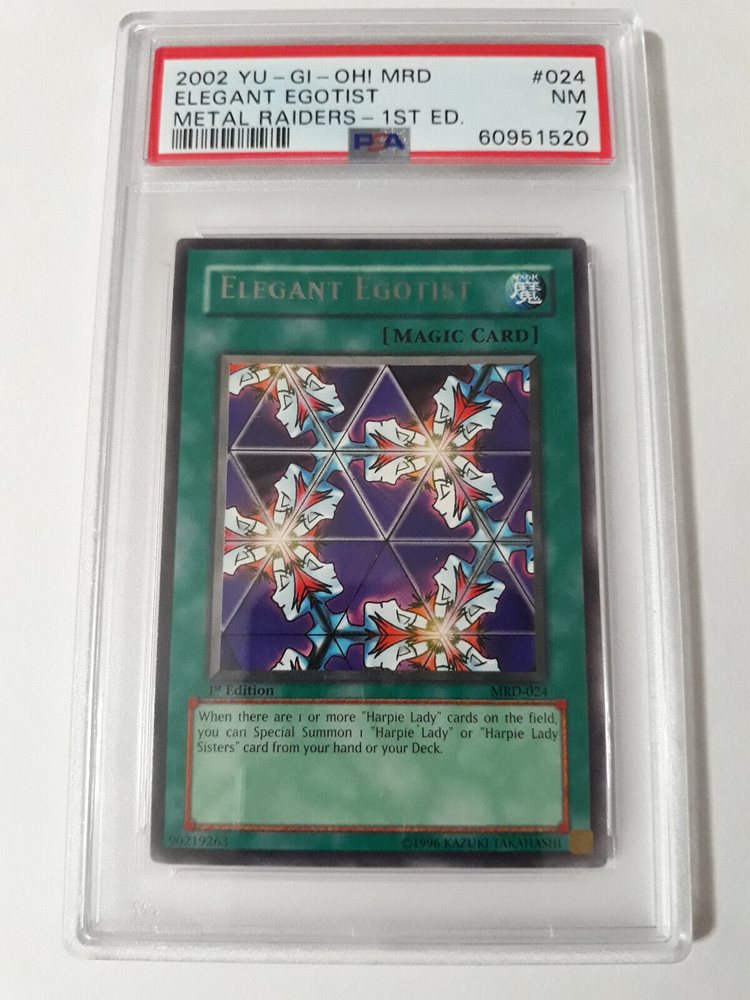 2002 YU-GI-OH! MRD #024
ELEGANT EGOTIST NM
METAL RAIDERS-1ST ED. 7
PSA 60951520
ELEGANT EGOTIST
MAGIC
魔
[MAGIC CARD]
1ST Edition MRD-024
When there are 1 or more "Harpie Lady" cards on the field,
you can Special Summon 1 "Harpie Lady" or "Harpie Lady
Sisters" card from your hand or your Deck.
90219263 ©1996 KAZUKI TAKAHASHI